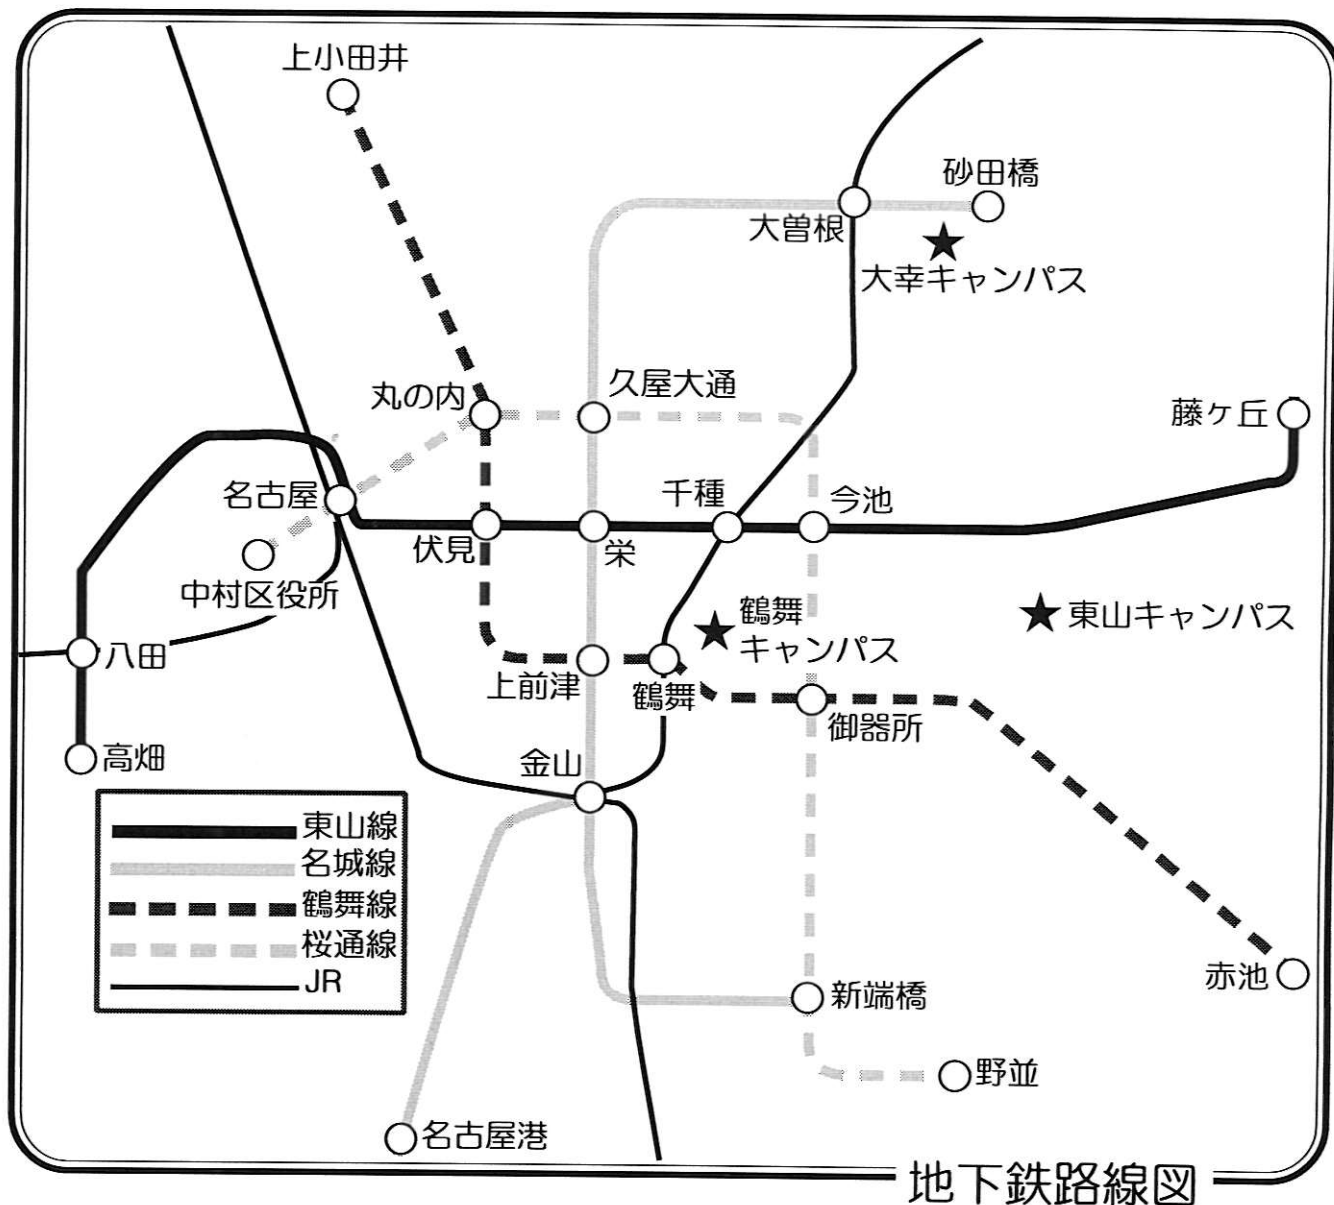 上小田井
砂田橋
大曽根
大幸キャンパス
丸の内
久屋大通
藤ヶ丘
名古屋
千種
今池
伏見
栄
中村区役所
鶴舞
キャンパス
東山キャンパス
八田
上前津
鶴舞
御器所
高畑
金山
東山線
名城線
鶴舞線
桜通線
JR
赤池
新端橋
野並
名古屋港
地下鉄路線図